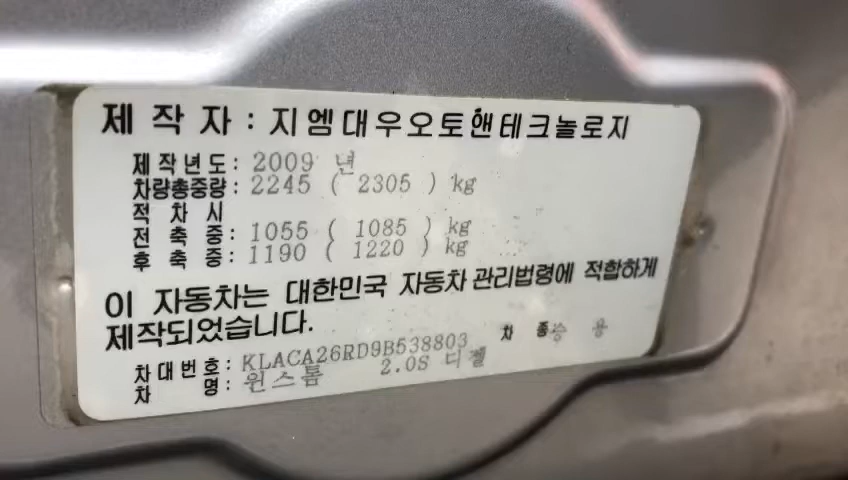 제 작 자 : 지엠대우오토앤테크놀로지
제작년도 : 2009 년
차량총중량 : 2245 ( 2305 ) kg
적 차 시
전 축 중 : 1055 ( 1085 ) kg
후 축 중 : 1190 ( 1220 ) kg
이 자동차는 대한민국 자동차 관리법령에 적합하게
제작되었습니다.
차대번호 : KLACA26RD9B538803 차 종 승 용
차 명 : 윈스톰 2.0S 디젤